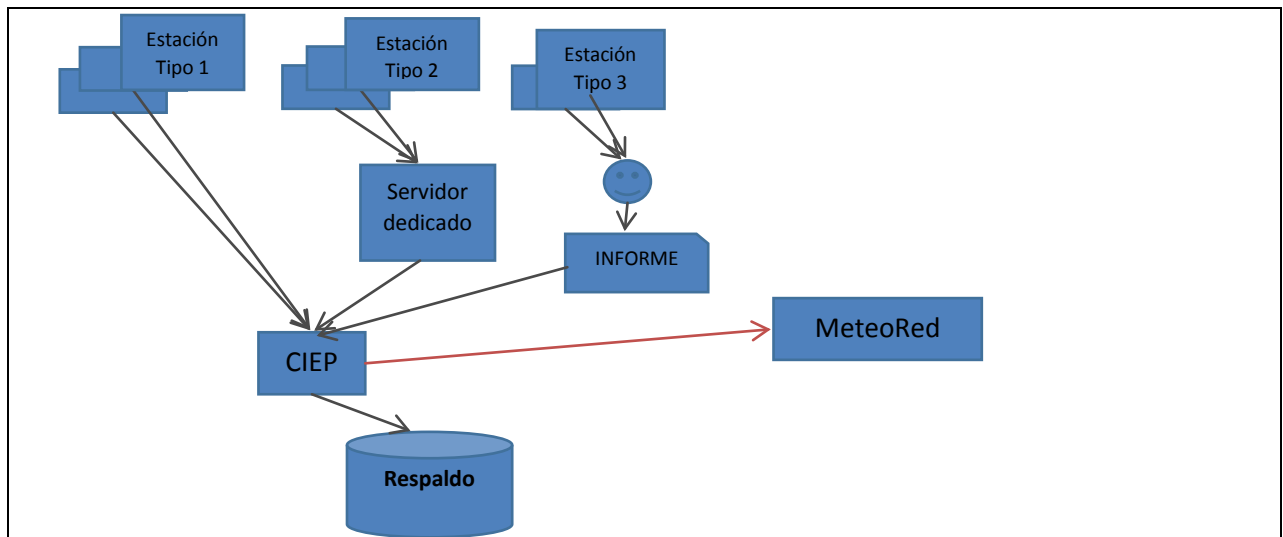 Estación
Tipo 1
Estación
Tipo 2
Estación
Tipo 3
Servidor
dedicado
INFORME
MeteoRed
CIEP
Respaldo